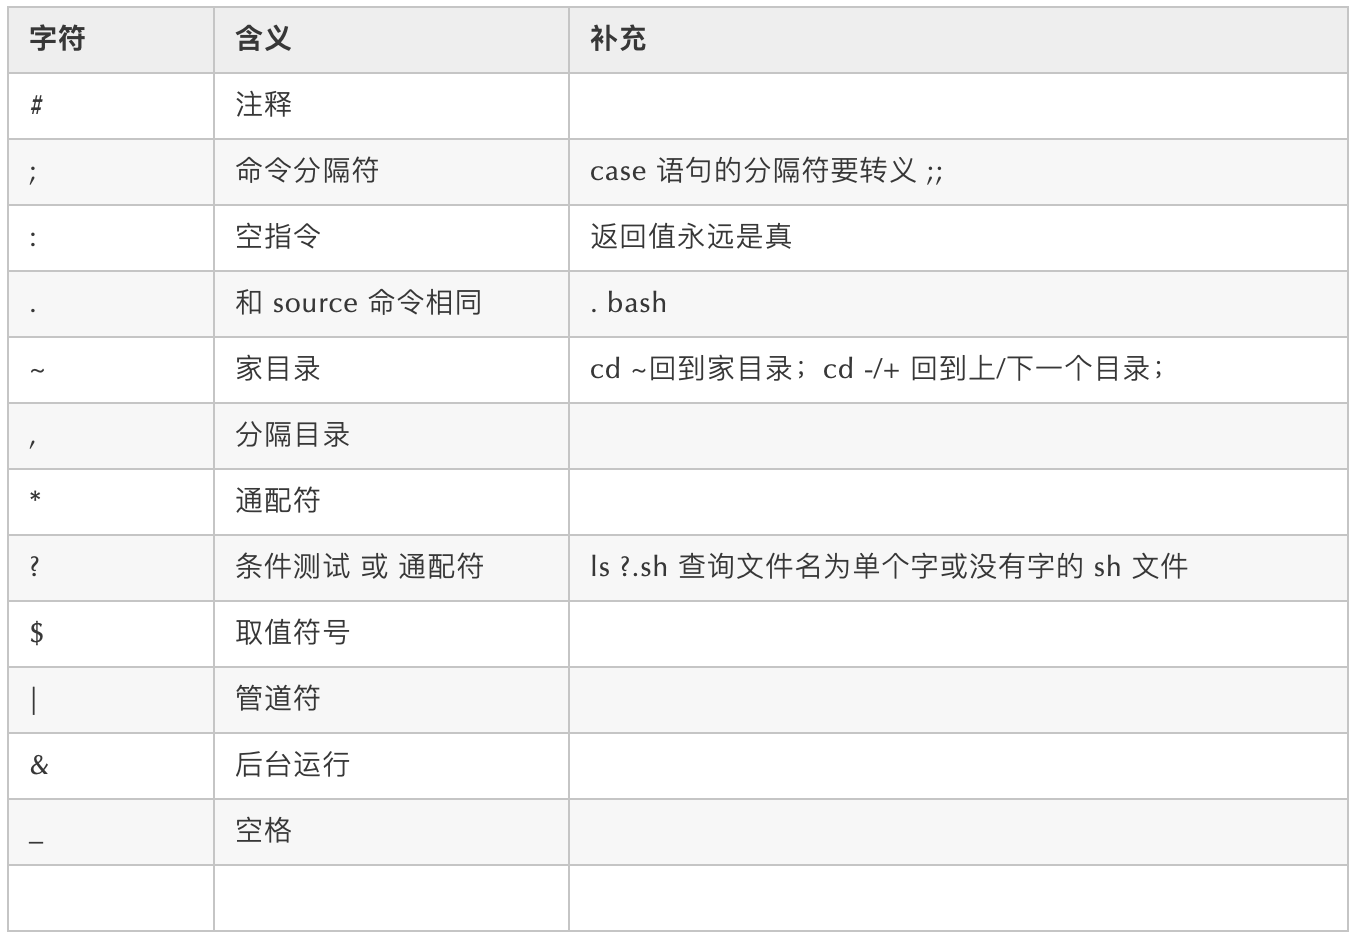 字符 含义 补充
# 注释
; 命令分隔符 case 语句的分隔符要转义 ;;
: 空指令 返回值永远是真
. 和 source 命令相同 . bash
~ 家目录 cd ~回到家目录；cd -/+ 回到上/下一个目录；
, 分隔目录
* 通配符
? 条件测试 或 通配符 ls ?.sh 查询文件名为单个字或没有字的 sh 文件
$ 取值符号
| 管道符
& 后台运行
_ 空格